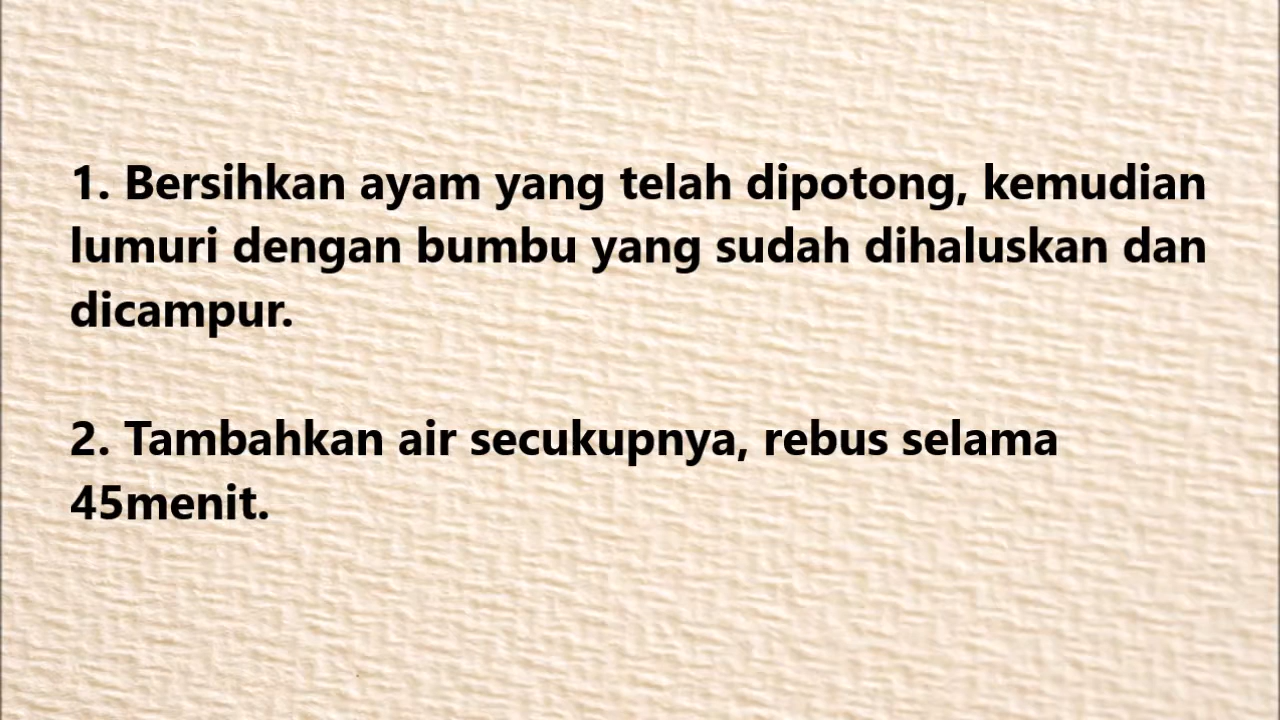 1. Bersihkan ayam yang telah dipotong, kemudian
lumuri dengan bumbu yang sudah dihaluskan dan
dicampur.
2. Tambahkan air secukupnya, rebus selama
45menit.